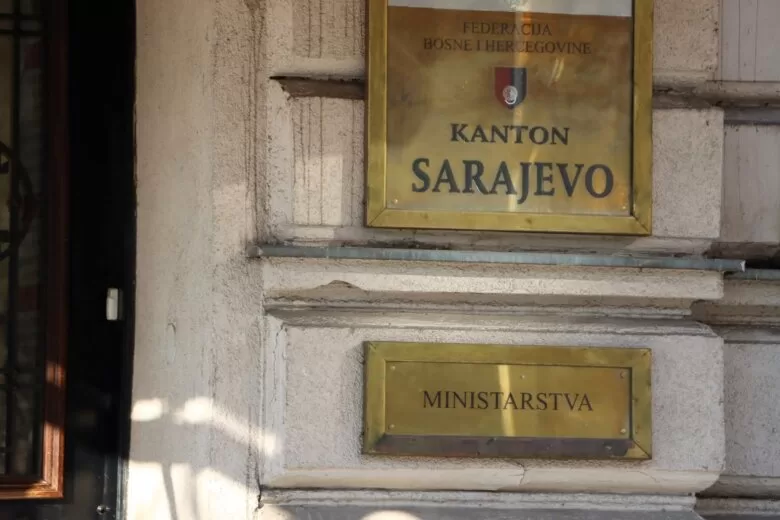 FEDERACIJA
BOSNE I HERCEGOVINE
KANTON
SARAJEVO
MINISTARSTVA